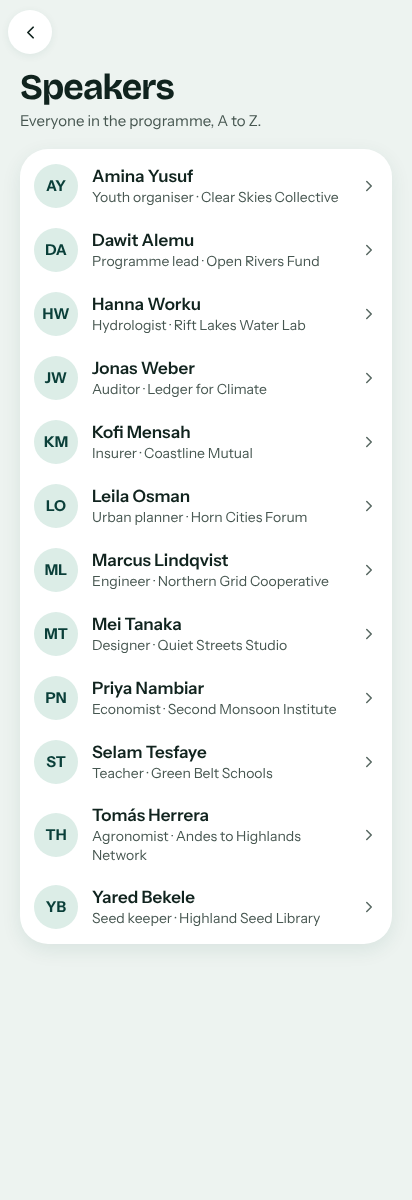 Speakers
Everyone in the programme, A to Z.
AY
Amina Yusuf
Youth organiser · Clear Skies Collective
DA
Dawit Alemu
Programme lead · Open Rivers Fund
HW
Hanna Worku
Hydrologist · Rift Lakes Water Lab
JW
Jonas Weber
Auditor · Ledger for Climate
KM
Kofi Mensah
Insurer · Coastline Mutual
LO
Leila Osman
Urban planner · Horn Cities Forum
ML
Marcus Lindqvist
Engineer · Northern Grid Cooperative
MT
Mei Tanaka
Designer · Quiet Streets Studio
PN
Priya Nambiar
Economist · Second Monsoon Institute
ST
Selam Tesfaye
Teacher · Green Belt Schools
TH
Tomás Herrera
Agronomist · Andes to Highlands
Network
YB
Yared Bekele
Seed keeper · Highland Seed Library